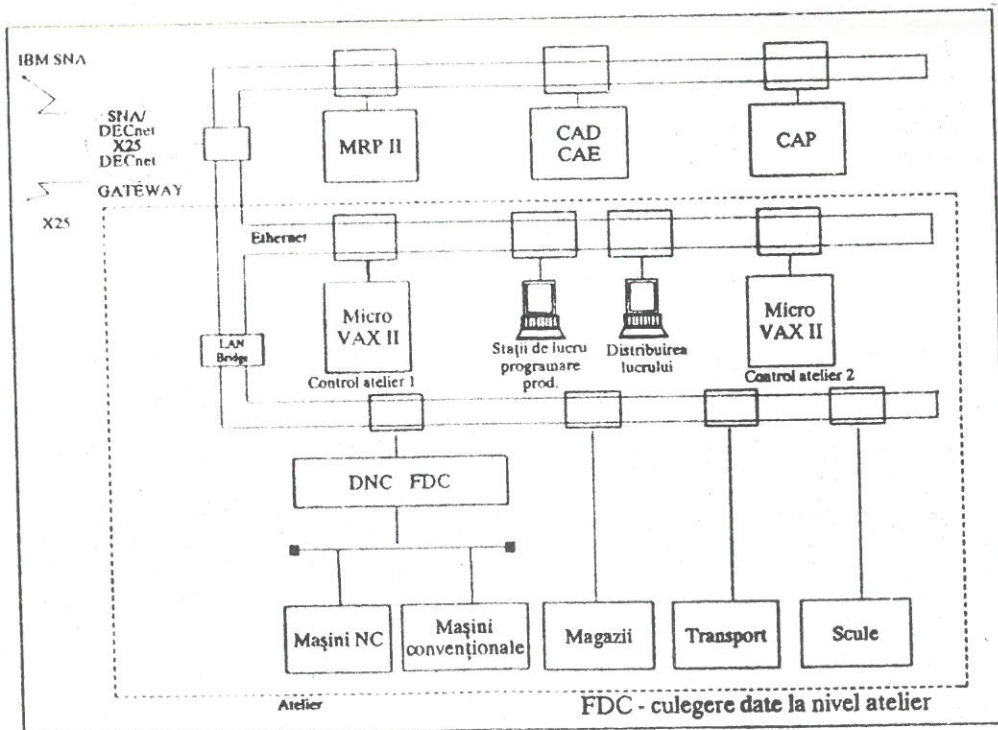 IBM SNA
SNA/
DECnet
X25
DECnet
GATEWAY
X25
MRP II
CAD
CAE
CAP
Ethernet
LAN
Bridge
Micro
VAX II
Control atelier 1
Stații de lucru
programare
prod.
Distribuirea
lucrului
Micro
VAX II
Control atelier 2
DNC FDC
Mașini NC
Mașini
convenționale
Magazii
Transport
Scule
Atelier
FDC - culegere date la nivel atelier